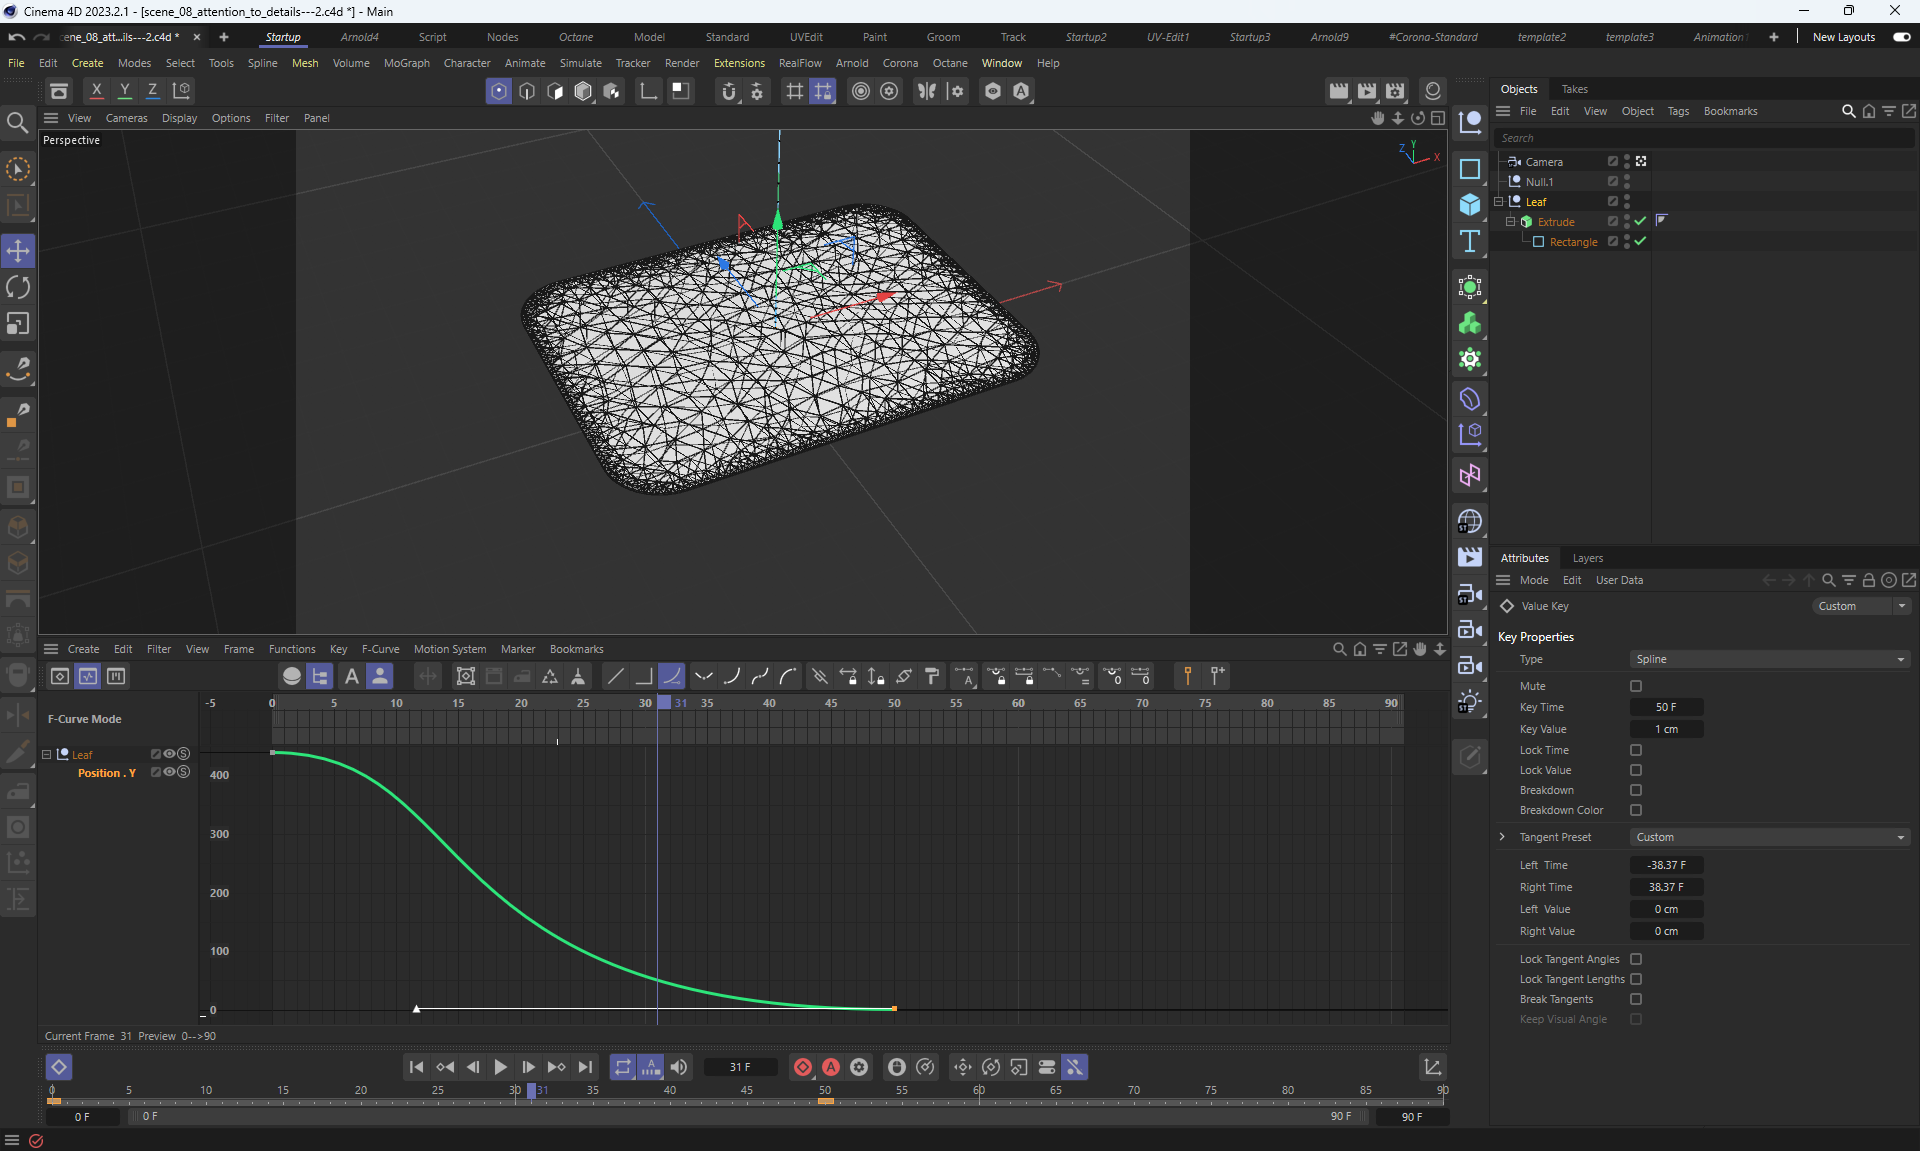 Cinema 4D 2023.2.1 - [scene_08_attention_to_details---2.c4d *] - Main
ene_08_att...ils---2.c4d *
Startup Arnold4 Script Nodes Octane Model Standard UVEdit Paint Groom Track Startup2 UV-Edit1 Startup3 Arnold9 #Corona-Standard template2 template3 Animation New Layouts
File Edit Create Modes Select Tools Spline Mesh Volume MoGraph Character Animate Simulate Tracker Render Extensions RealFlow Arnold Corona Octane Window Help
X Y Z
View Cameras Display Options Filter Panel
Perspective
Z Y X
Objects Takes
File Edit View Object Tags Bookmarks
Search
Camera
Null.1
Leaf
Extrude
Rectangle
Attributes Layers
Mode Edit User Data
Value Key Custom
Key Properties
Type Spline
Mute
Key Time 50 F
Key Value 1 cm
Lock Time
Lock Value
Breakdown
Breakdown Color
Tangent Preset Custom
Left Time -38.37 F
Right Time 38.37 F
Left Value 0 cm
Right Value 0 cm
Lock Tangent Angles
Lock Tangent Lengths
Break Tangents
Keep Visual Angle
Create Edit Filter View Frame Functions Key F-Curve Motion System Marker Bookmarks
-5 0 5 10 15 20 25 30 31 35 40 45 50 55 60 65 70 75 80 85 90
F-Curve Mode
Leaf
Position . Y
400
300
200
100
0
Current Frame 31 Preview 0-->90
31 F
0 5 10 15 20 25 30 31 35 40 45 50 55 60 65 70 75 80 85 90
0 F 0 F 90 F 90 F